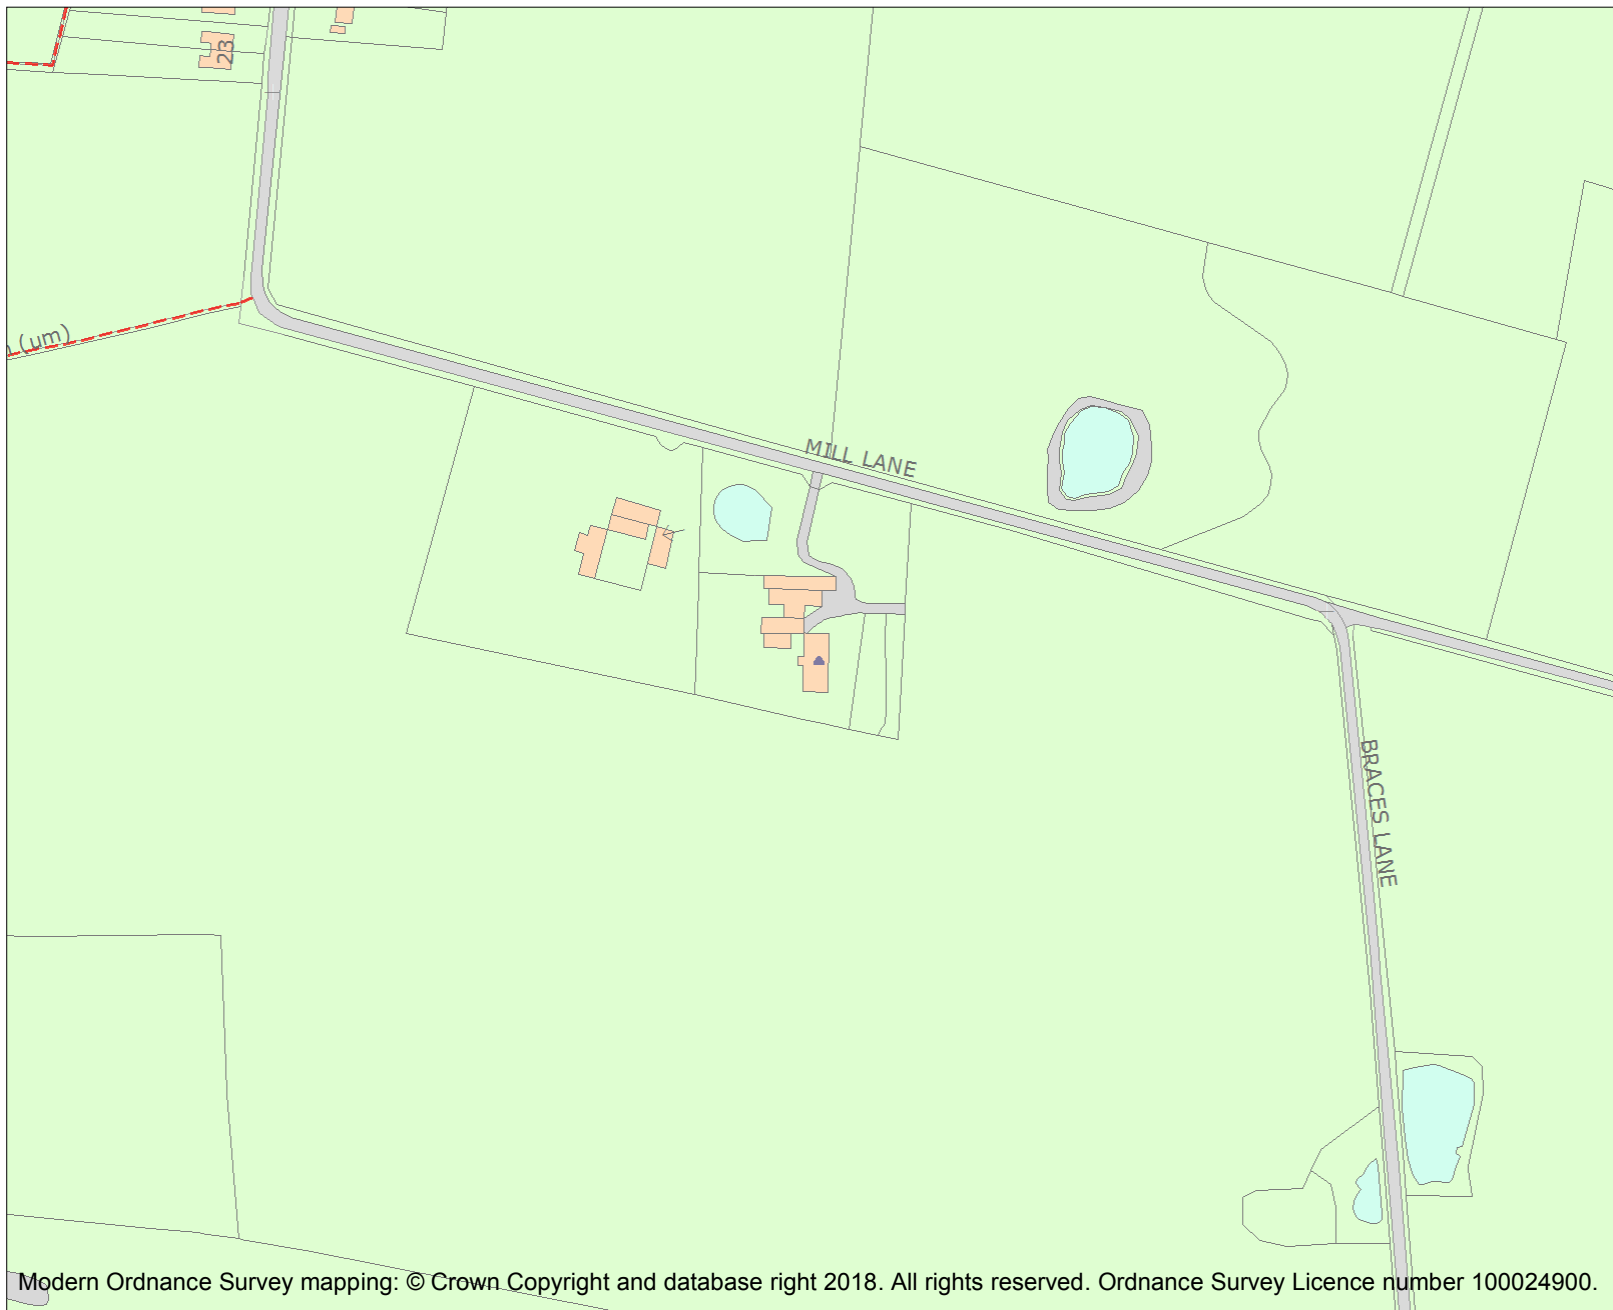 23
(um)
MILL LANE
BRACES LANE
Modern Ordnance Survey mapping: © Crown Copyright and database right 2018. All rights reserved. Ordnance Survey Licence number 100024900.